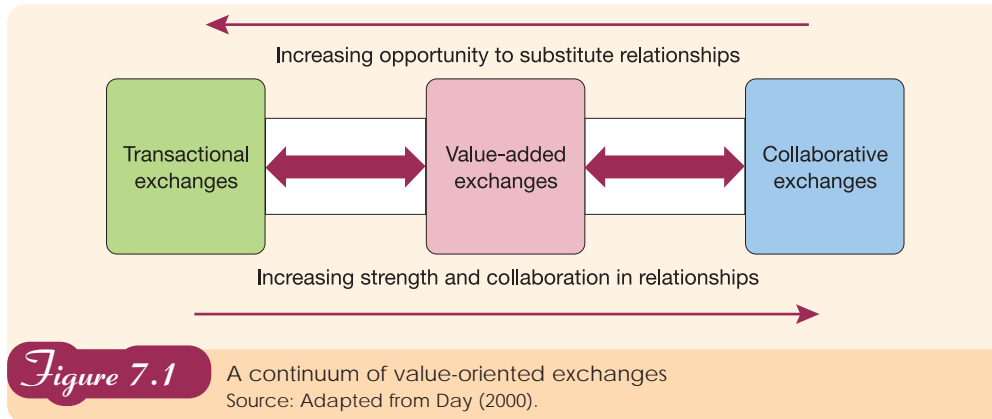 Increasing opportunity to substitute relationships
Transactional
exchanges
Value-added
exchanges
Collaborative
exchanges
Increasing strength and collaboration in relationships
Figure 7.1
A continuum of value-oriented exchanges
Source: Adapted from Day (2000).